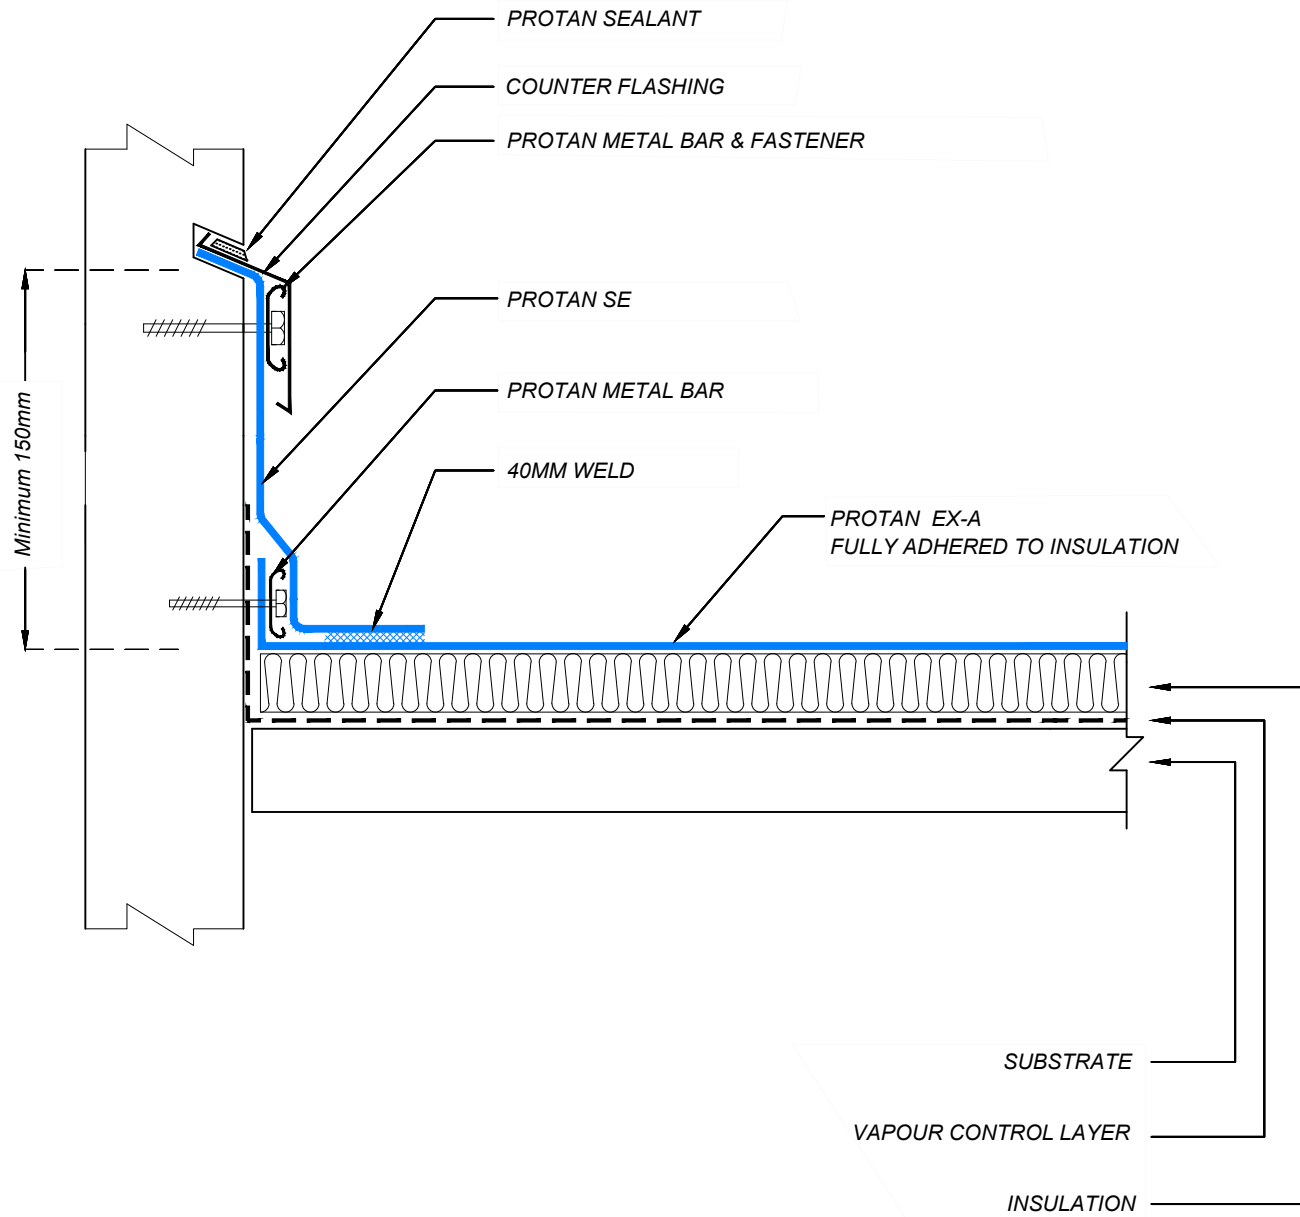 PROTAN SEALANT
COUNTER FLASHING
PROTAN METAL BAR & FASTENER
PROTAN SE
PROTAN METAL BAR
40MM WELD
PROTAN EX-A
FULLY ADHERED TO INSULATION
Minimum 150mm
SUBSTRATE
VAPOUR CONTROL LAYER
INSULATION